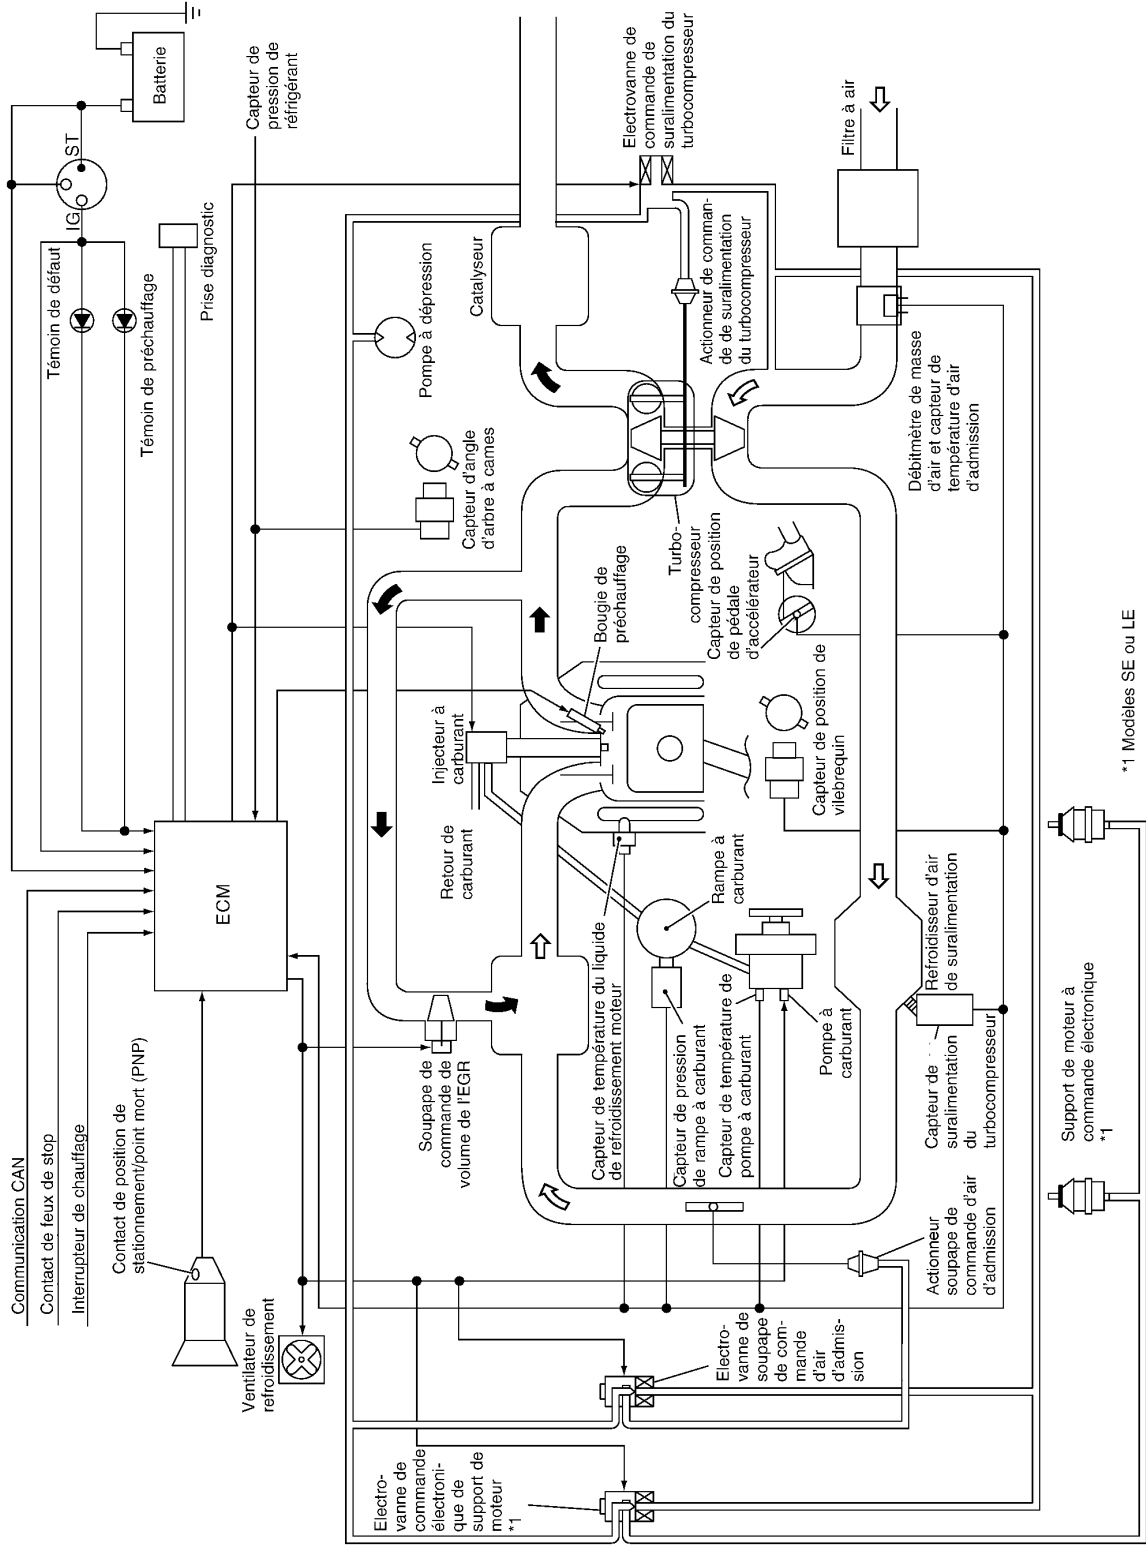 Batterie
ST
IG
Témoin de défaut
Témoin de préchauffage
Prise diagnostic
Capteur de
pression de
réfrigérant
Communication CAN
Contact de feux de stop
Interrupteur de chauffage
ECM
Contact de position de
stationnement/point mort (PNP)
Ventilateur de
refroidissement
Pompe à dépression
Capteur d'angle
d'arbre à cames
Catalyseur
Electrovanne de
commande de
suralimentation du
turbocompresseur
Actionneur de comman-
de de suralimentation
du turbocompresseur
Filtre à air
Débitmètre de masse
d'air et capteur de
température d'air
d'admission
Turbo-
compresseur
Capteur de position
de pédale
d'accélérateur
Bougie de
préchauffage
Injecteur à
carburant
Retour de
carburant
Capteur de position de
vilebrequin
Rampe à
carburant
Soupape de
commande de
volume de l'EGR
Capteur de température du liquide
de refroidissement moteur
Capteur de pression
de rampe à carburant
Capteur de température de
pompe à carburant
Pompe à
carburant
Refroidisseur d'air
de suralimentation
Capteur de
suralimentation
du
turbocompresseur
Actionneur
soupape de
commande d'air
d'admission
Support de moteur à
commande électronique
*1
Electro-
vanne de
soupape
de com-
mande
d'air
d'admis-
sion
Electro-
vanne de
commande
électroni-
que de
support de
moteur
*1
*1 Modèles SE ou LE